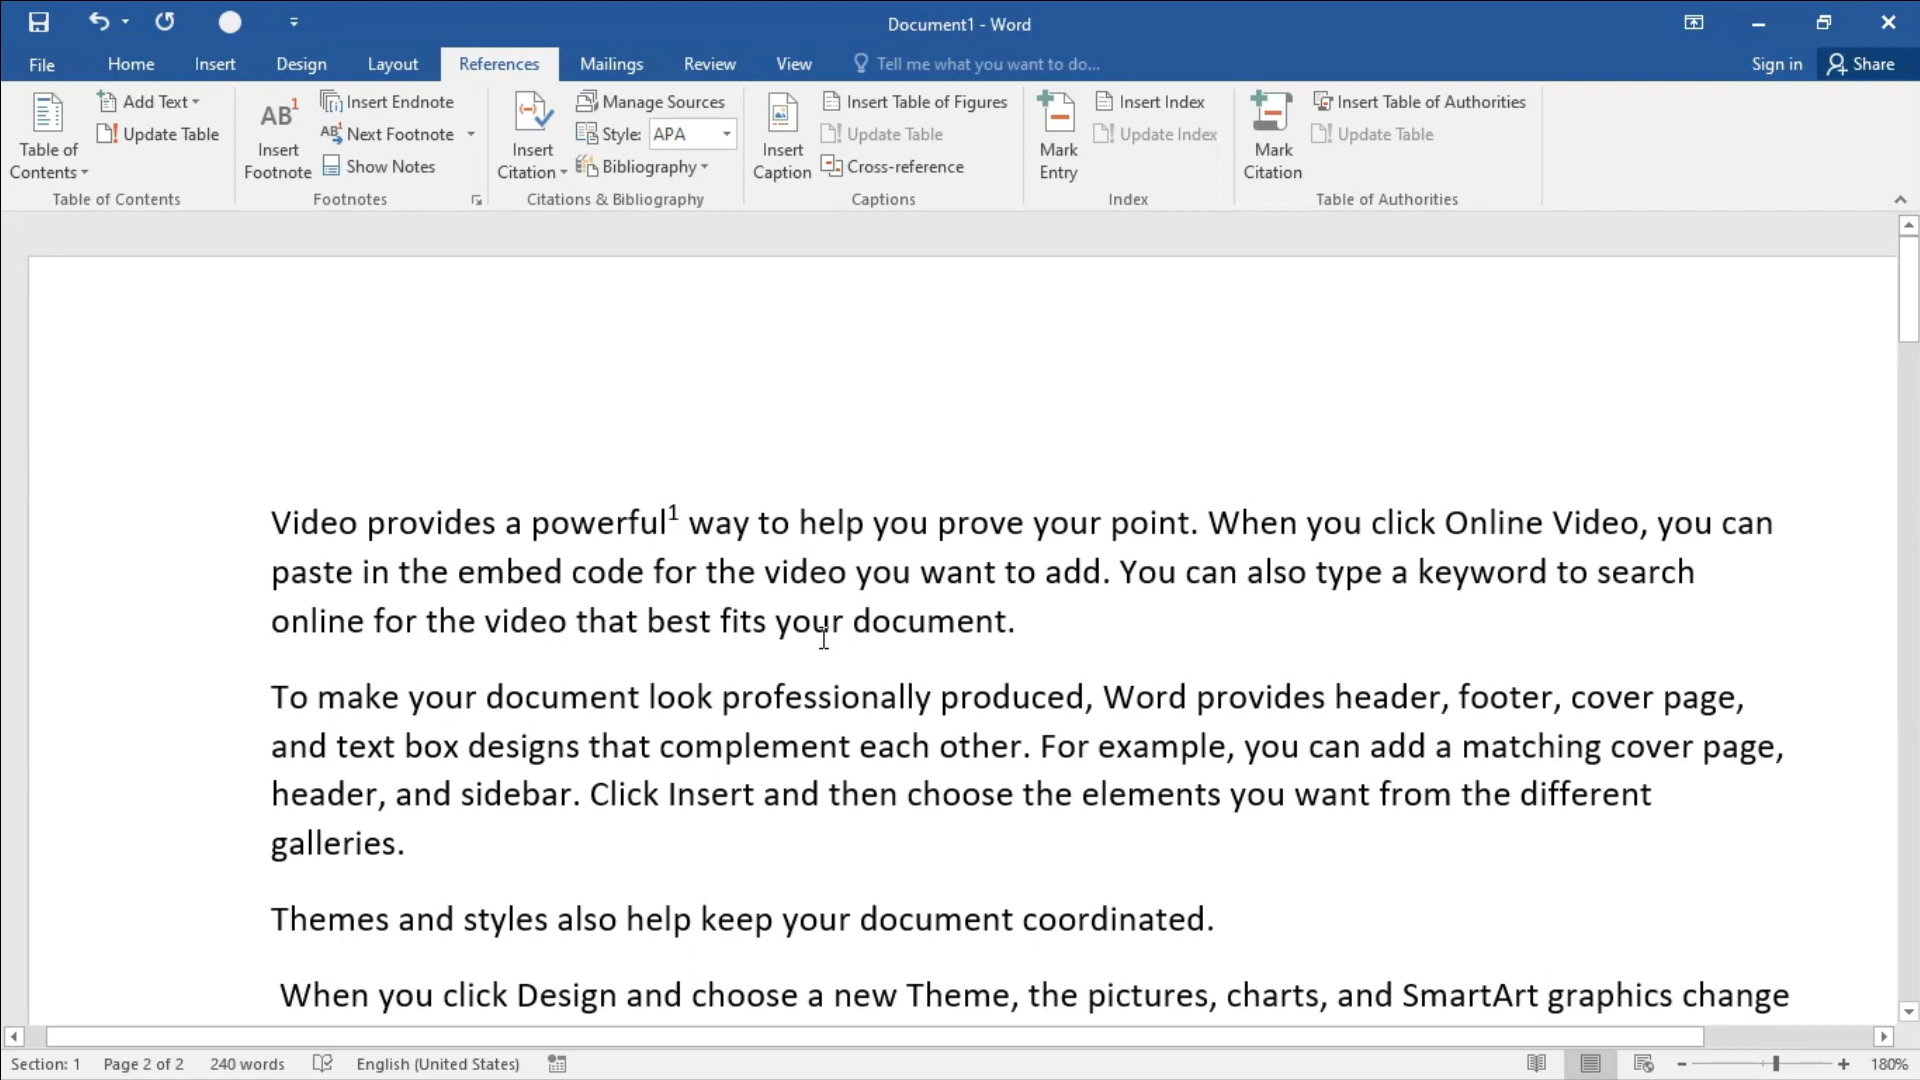 Document1 - Word
File Home Insert Design Layout References Mailings Review View Tell me what you want to do... Sign in Share
Table of Contents
Add Text
Update Table
Table of Contents
AB1 Insert Footnote
Insert Endnote
AB1 Next Footnote
Show Notes
Footnotes
Insert Citation
Manage Sources
Style: APA
Bibliography
Citations & Bibliography
Insert Caption
Insert Table of Figures
Update Table
Cross-reference
Captions
Mark Entry
Insert Index
Update Index
Index
Mark Citation
Insert Table of Authorities
Update Table
Table of Authorities
Video provides a powerful1 way to help you prove your point. When you click Online Video, you can
paste in the embed code for the video you want to add. You can also type a keyword to search
online for the video that best fits your document.
To make your document look professionally produced, Word provides header, footer, cover page,
and text box designs that complement each other. For example, you can add a matching cover page,
header, and sidebar. Click Insert and then choose the elements you want from the different
galleries.
Themes and styles also help keep your document coordinated.
When you click Design and choose a new Theme, the pictures, charts, and SmartArt graphics change
Section: 1 Page 2 of 2 240 words English (United States) 180%